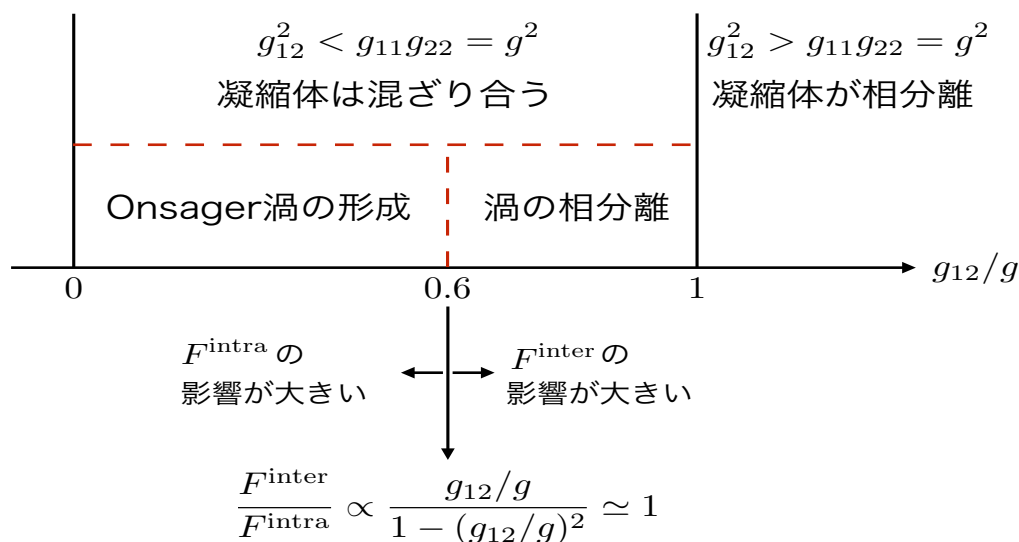 g_{12}^2 < g_{11}g_{22} = g^2
凝縮体は混ざり合う
g_{12}^2 > g_{11}g_{22} = g^2
凝縮体が相分離
Onsager渦の形成
渦の相分離
0
0.6
1
g_{12}/g
F^{intra} の
影響が大きい
F^{inter} の
影響が大きい
\frac{F^{inter}}{F^{intra}} ∝ \frac{g_{12}/g}{1 − (g_{12}/g)^2} ≃ 1